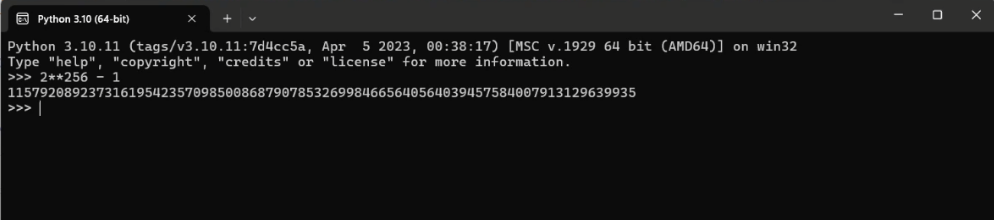 Python 3.10 (64-bit)
Python 3.10.11 (tags/v3.10.11:7d4cc5a, Apr  5 2023, 00:38:17) [MSC v.1929 64 bit (AMD64)] on win32
Type "help", "copyright", "credits" or "license" for more information.
>>> 2**256 - 1
115792089237316195423570985008687907853269984665640564039457584007913129639935
>>>